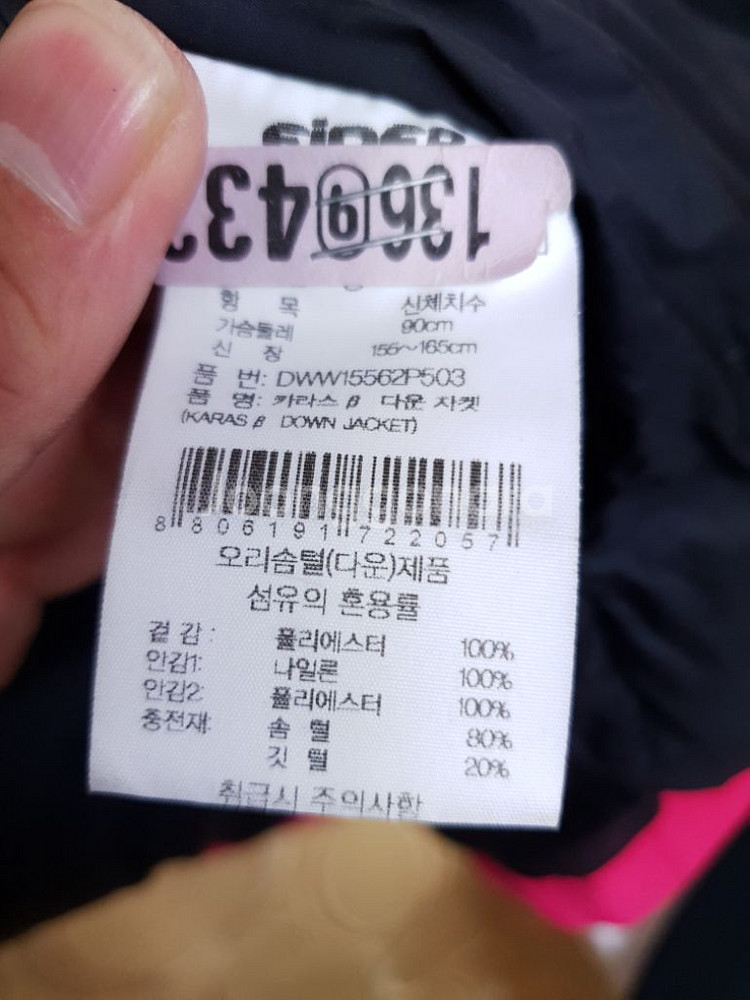 136943
항 목 신체치수
가슴둘레 90cm
신 장 155~165cm
품 번: DWW15562P503
품 명: 카라스 β 다운 자켓
(KARAS β DOWN JACKET)
8 806191 722057
오리솜털(다운)제품
섬유의 혼용률
겉 감: 폴리에스터 100%
안감1: 나일론 100%
안감2: 폴리에스터 100%
충전재: 솜 털 80%
깃 털 20%
취급시 주의사항